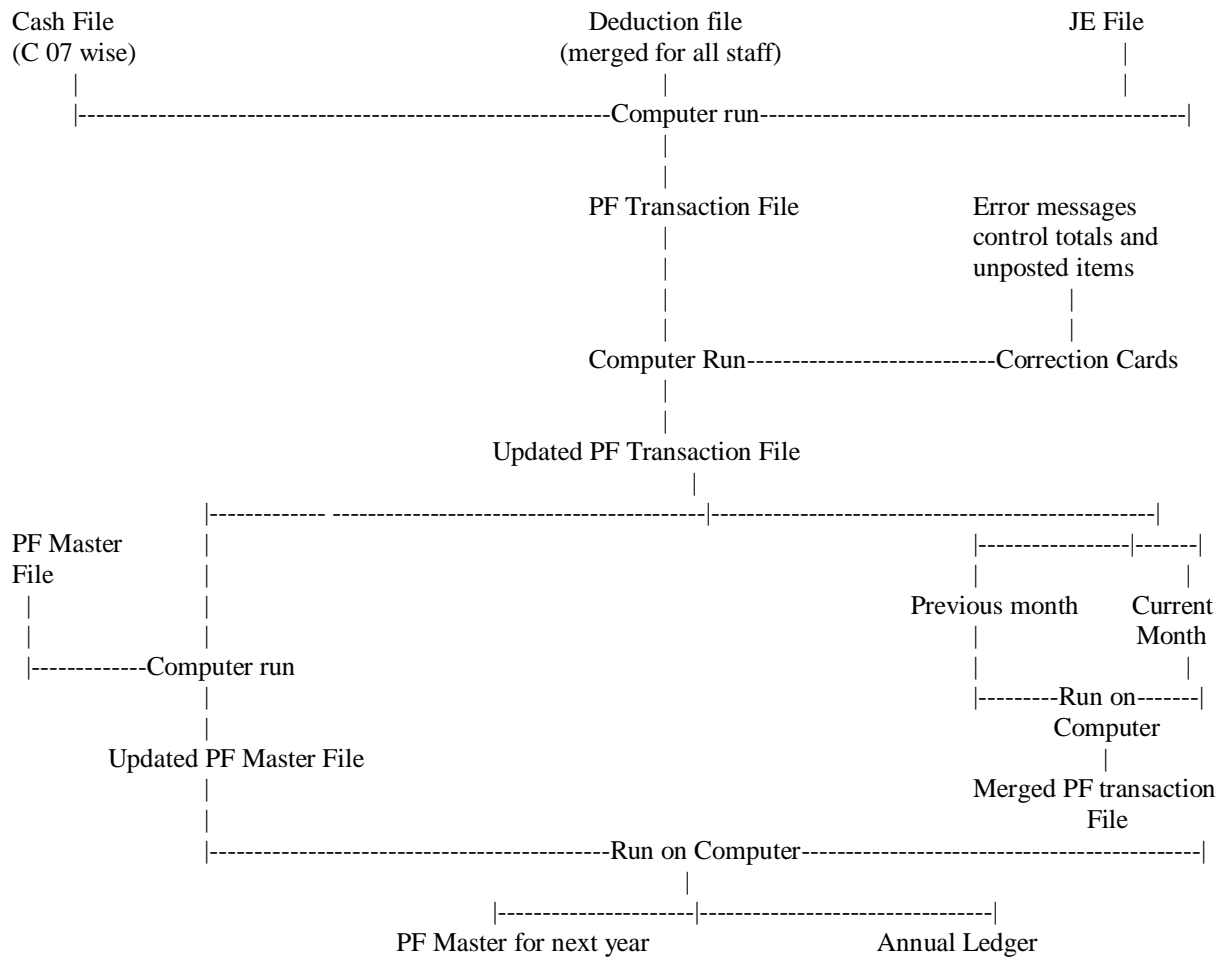 Cash File Deduction file JE File
(C 07 wise) (merged for all staff)
Computer run
PF Transaction File Error messages
control totals and
unposted items
Computer Run Correction Cards
Updated PF Transaction File
PF Master
File
Previous month Current
Month
Computer run
Run on
Computer
Updated PF Master File
Merged PF transaction
File
Run on Computer
PF Master for next year Annual Ledger